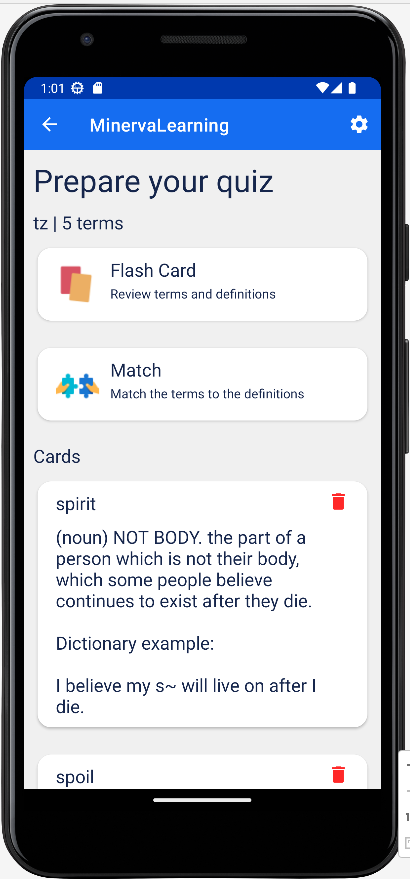 1:01
MinervaLearning
Prepare your quiz
tz | 5 terms
Flash Card
Review terms and definitions
Match
Match the terms to the definitions
Cards
spirit
(noun) NOT BODY. the part of a
person which is not their body,
which some people believe
continues to exist after they die.
Dictionary example:
I believe my s~ will live on after I
die.
spoil